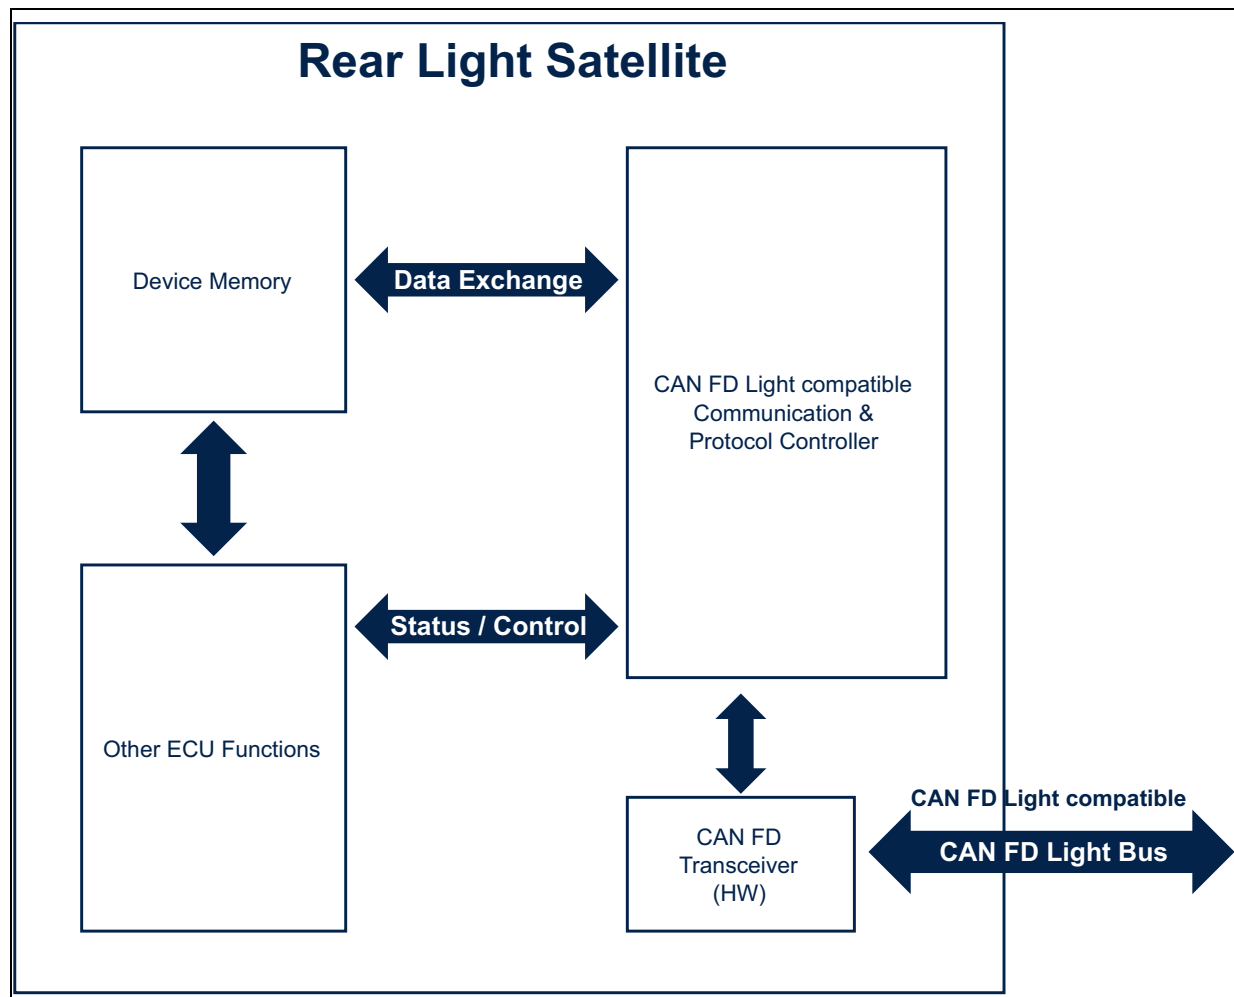 Rear Light Satellite
Device Memory
Data Exchange
CAN FD Light compatible
Communication &
Protocol Controller
Status / Control
Other ECU Functions
CAN FD
Transceiver
(HW)
CAN FD Light compatible
CAN FD Light Bus